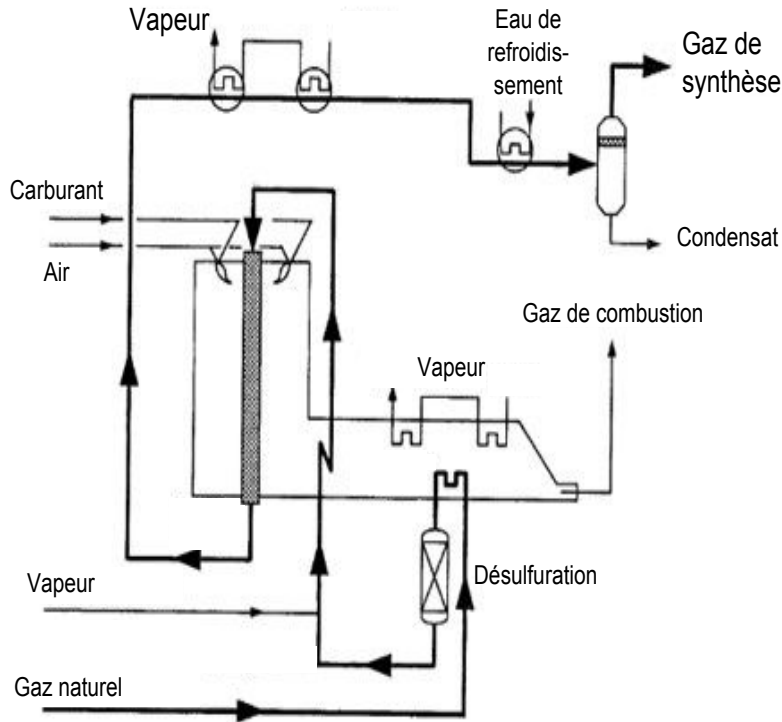 Vapeur
Eau de
refroidis-
sement
Gaz de
synthèse
Carburant
Air
Condensat
Gaz de combustion
Vapeur
Désulfuration
Vapeur
Gaz naturel